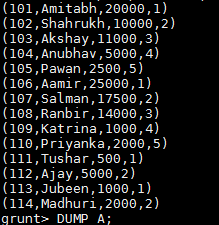 (101,Amitabh,20000,1)
(102,Shahrukh,10000,2)
(103,Akshay,11000,3)
(104,Anubhav,5000,4)
(105,Pawan,2500,5)
(106,Aamir,25000,1)
(107,Salman,17500,2)
(108,Ranbir,14000,3)
(109,Katrina,1000,4)
(110,Priyanka,2000,5)
(111,Tushar,500,1)
(112,Ajay,5000,2)
(113,Jubeen,1000,1)
(114,Madhuri,2000,2)
grunt> DUMP A;